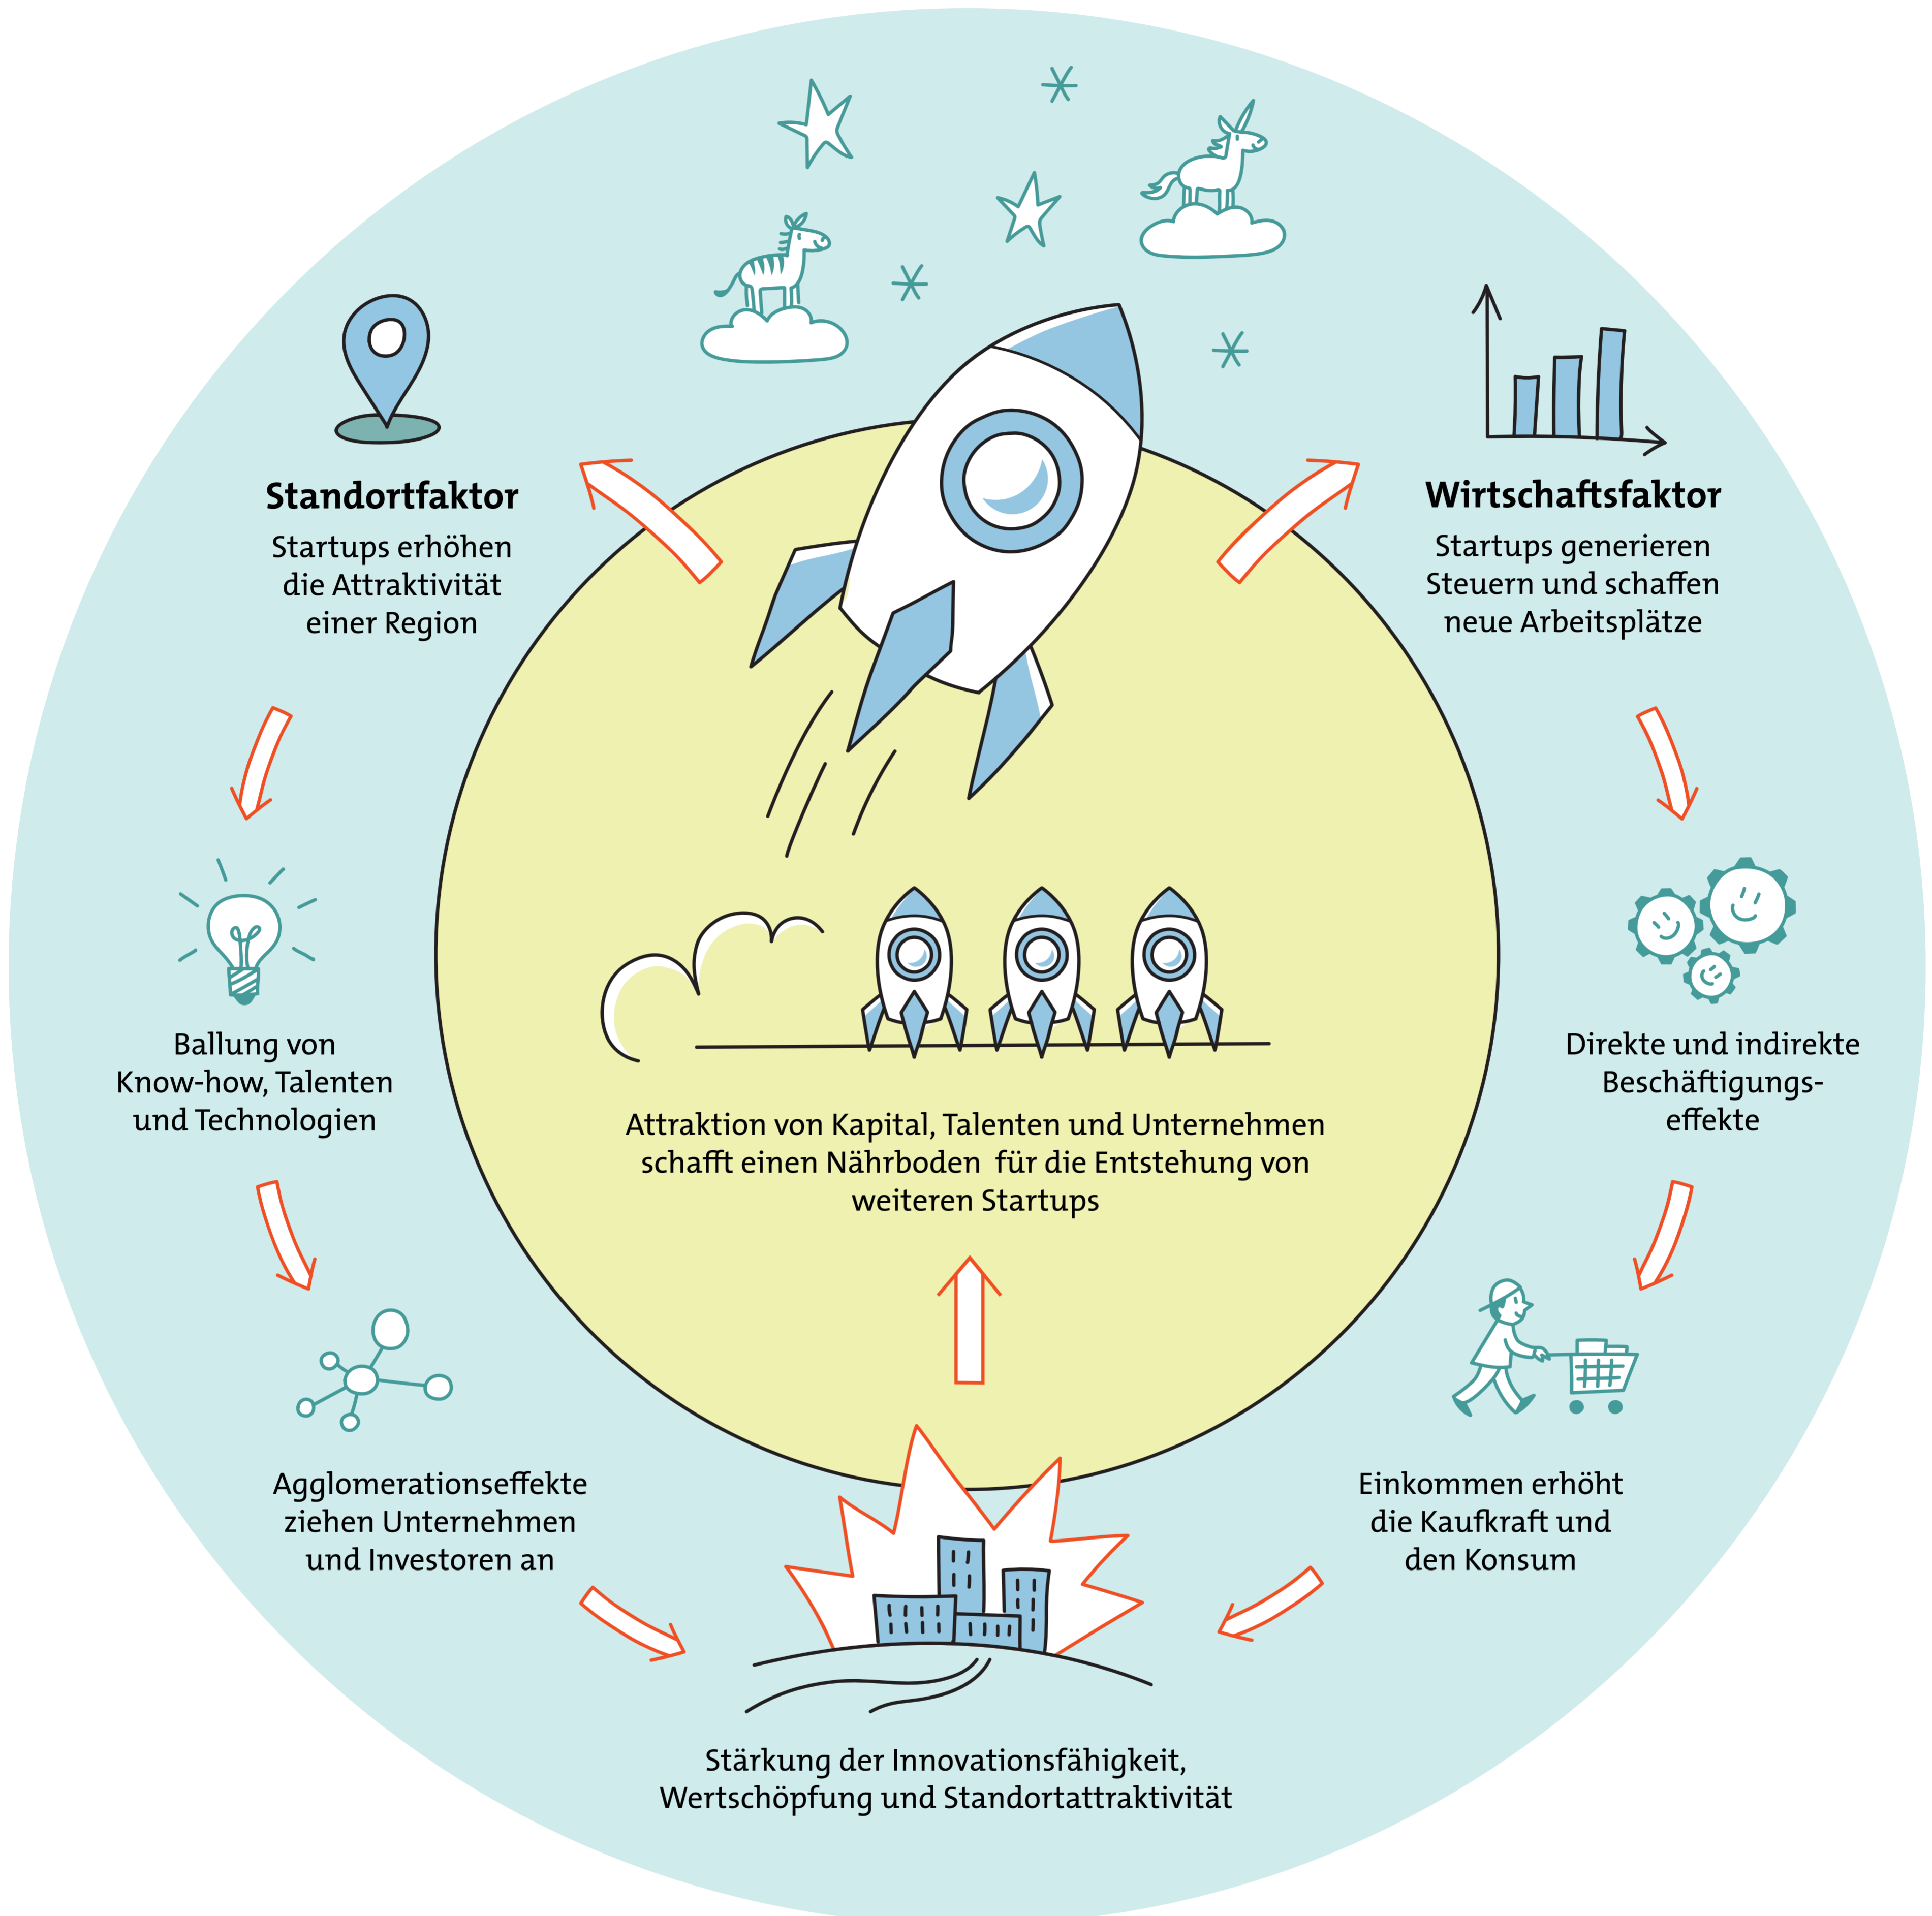 Standortfaktor
Startups erhöhen
die Attraktivität
einer Region
Wirtschaftsfaktor
Startups generieren
Steuern und schaffen
neue Arbeitsplätze
Ballung von
Know-how, Talenten
und Technologien
Direkte und indirekte
Beschäftigungs-
effekte
Attraktion von Kapital, Talenten und Unternehmen
schafft einen Nährboden für die Entstehung von
weiteren Startups
Agglomerationseffekte
ziehen Unternehmen
und Investoren an
Einkommen erhöht
die Kaufkraft und
den Konsum
Stärkung der Innovationsfähigkeit,
Wertschöpfung und Standortattraktivität